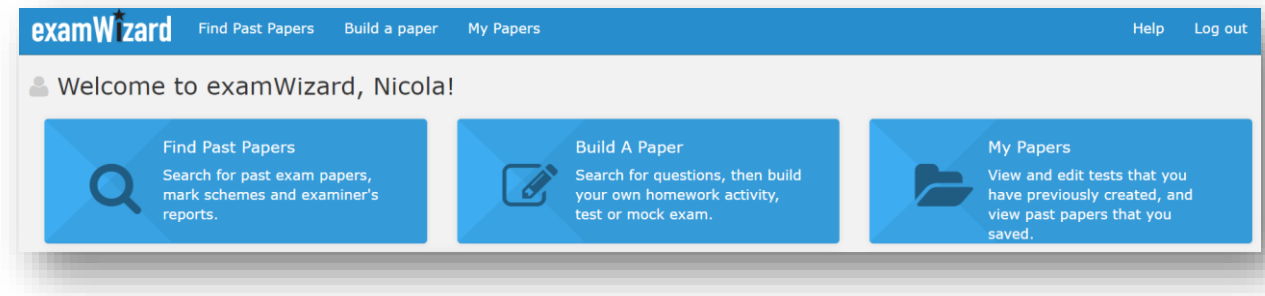 examWizard Find Past Papers Build a paper My Papers Help Log out
Welcome to examWizard, Nicola!
Find Past Papers
Search for past exam papers,
mark schemes and examiner's
reports.
Build A Paper
Search for questions, then build
your own homework activity,
test or mock exam.
My Papers
View and edit tests that you
have previously created, and
view past papers that you
saved.